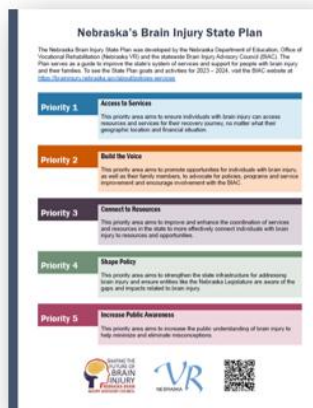 Nebraska's Brain Injury State Plan
The Nebraska Brain Injury State Plan was developed by the Nebraska Department of Education, Office of
Vocational Rehabilitation (Nebraska VR) and the statewide Brain Injury Advisory Council (BIAC). The
Plan serves as a guide to improve the state's system of services and support for people with brain injury
and their families. To see the State Plan goals and activities for 2023 – 2024, visit the BIAC website at
Priority 1
Access to Services
This priority area aims to ensure individuals with brain injury can access
resources and services for their recovery journey, no matter what their
geographic location and financial situation.
Priority 2
Build the Voice
This priority area aims to promote opportunities for individuals with brain injury,
as well as their family members, to advocate for policies, programs and service
improvement and encourage involvement with the BIAC.
Priority 3
Connect to Resources
This priority area aims to improve and enhance the coordination of services
and resources in the state to more effectively connect individuals with brain
injury to resources and opportunities.
Priority 4
Shape Policy
This priority area aims to strengthen the state infrastructure for addressing
brain injury and ensure entities like the Nebraska Legislature are aware of the
gaps and impacts related to brain injury.
Priority 5
Increase Public Awareness
This priority area aims to increase the public understanding of brain injury to
help minimize and eliminate misconceptions.
SHAPING THE
FUTURE OF
BRAIN
INJURY
NEBRASKA BRAIN
INJURY ADVISORY COUNCIL
VR
NEBRASKA